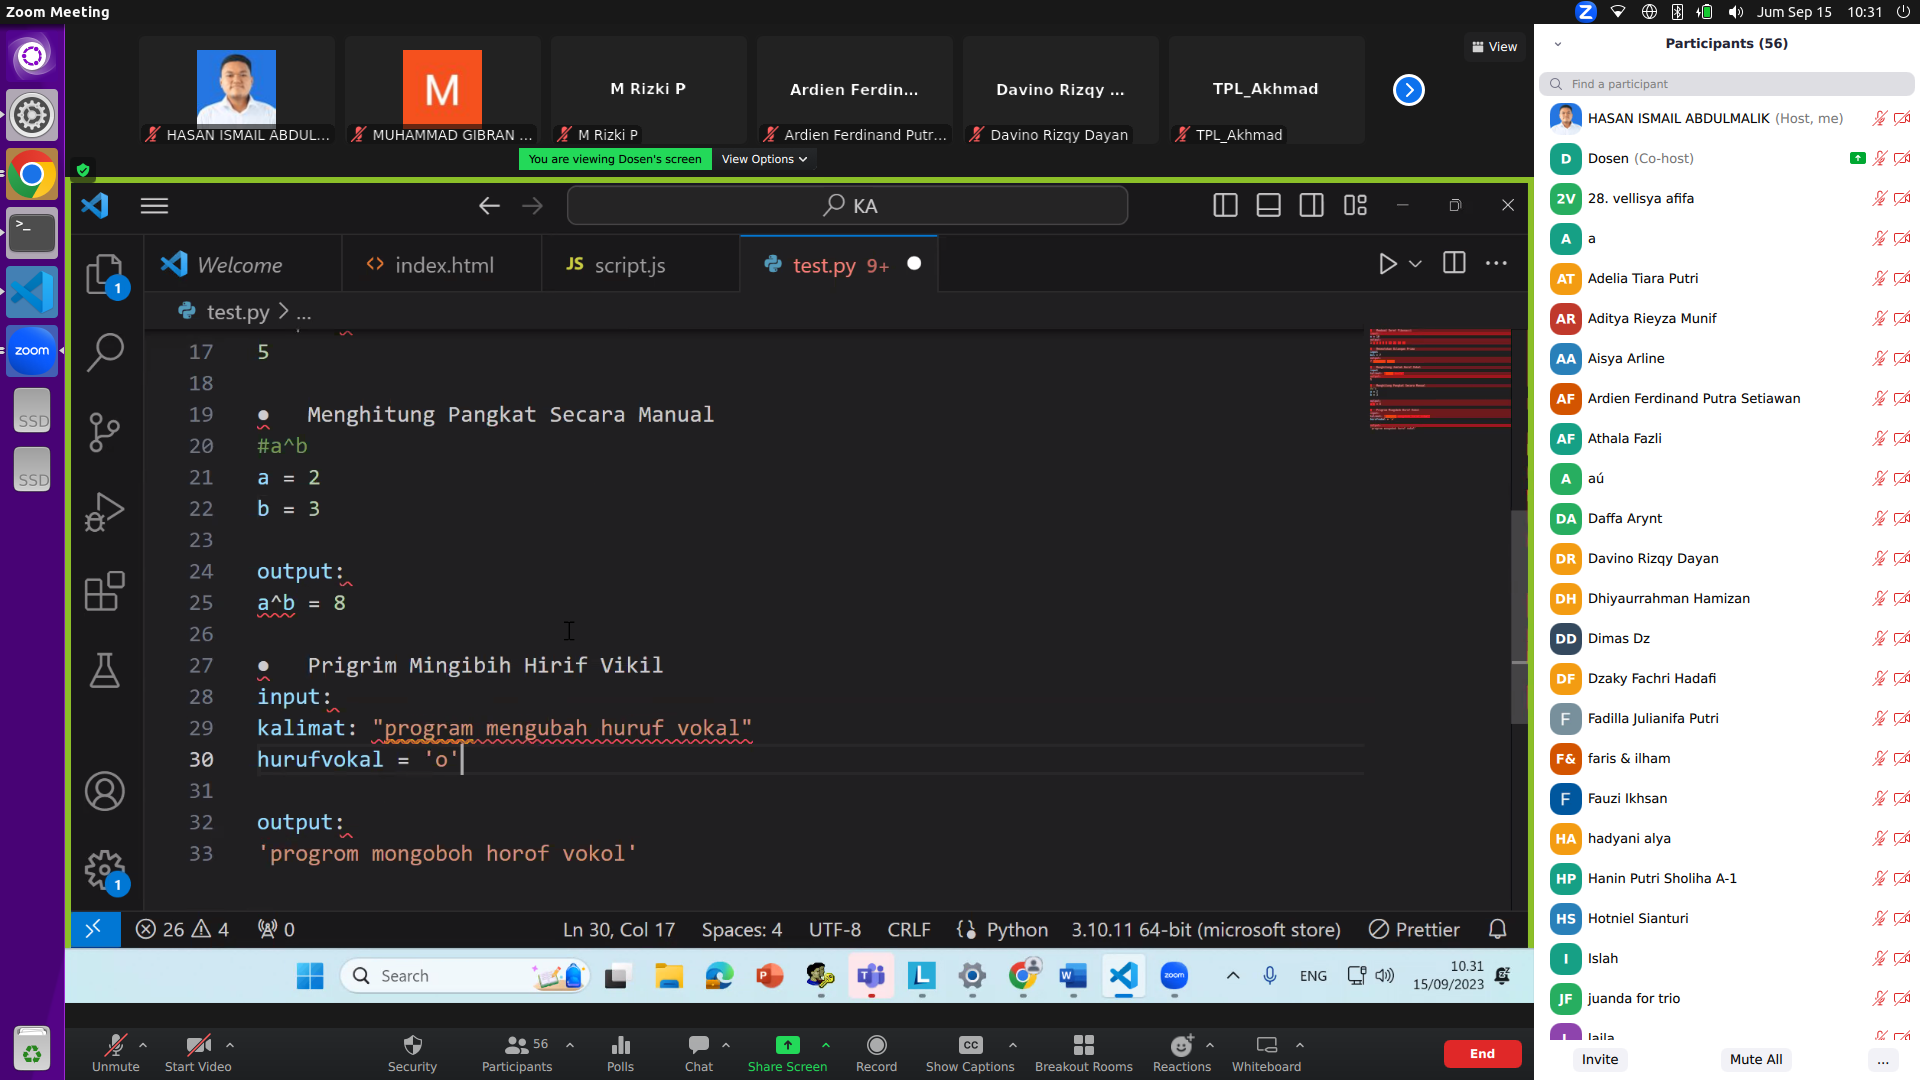 Zoom Meeting
Jum Sep 15 10:31
M
M Rizki P
Ardien Ferdin...
Davino Rizqy ...
TPL_Akhmad
View
HASAN ISMAIL ABDUL...
MUHAMMAD GIBRAN ...
M Rizki P
Ardien Ferdinand Putr...
Davino Rizqy Dayan
TPL_Akhmad
You are viewing Dosen's screen
View Options
KA
Welcome
index.html
JS script.js
test.py 9+
test.py > ...
17 5
18
19 ● Menghitung Pangkat Secara Manual
20 #a^b
21 a = 2
22 b = 3
23
24 output:
25 a^b = 8
26
27 ● Prigrim Mingibih Hirif Vikil
28 input:
29 kalimat: "program mengubah huruf vokal"
30 hurufvokal = 'o'
31
32 output:
33 'progrom mongoboh horof vokol'
1
1
26 4
0
Ln 30, Col 17
Spaces: 4
UTF-8
CRLF
Python
3.10.11 64-bit (microsoft store)
Prettier
Search
ENG
10.31
15/09/2023
zoom
SSD
SSD
zoom
Unmute
Start Video
Security
56
Participants
Polls
Chat
Share Screen
Record
CC
Show Captions
Breakout Rooms
Reactions
Whiteboard
End
Participants (56)
Find a participant
HASAN ISMAIL ABDULMALIK (Host, me)
D Dosen (Co-host)
2V 28. vellisya afifa
A a
AT Adelia Tiara Putri
AR Aditya Rieyza Munif
AA Aisya Arline
AF Ardien Ferdinand Putra Setiawan
AF Athala Fazli
A aú
DA Daffa Arynt
DR Davino Rizqy Dayan
DH Dhiyaurrahman Hamizan
DD Dimas Dz
DF Dzaky Fachri Hadafi
F Fadilla Julianifa Putri
F& faris & ilham
F Fauzi Ikhsan
HA hadyani alya
HP Hanin Putri Sholiha A-1
HS Hotniel Sianturi
I Islah
JF juanda for trio
laila
Invite
Mute All
...